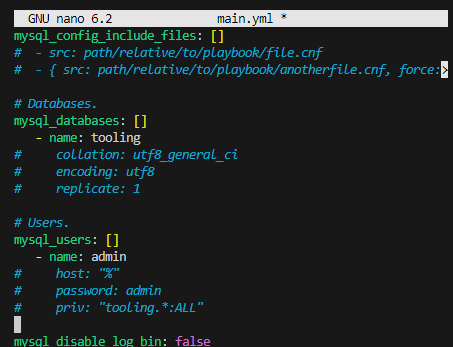 GNU nano 6.2 main.yml *
mysql_config_include_files: []
#  - src: path/relative/to/playbook/file.cnf
#  - { src: path/relative/to/playbook/anotherfile.cnf, force:>

# Databases.
mysql_databases: []
   - name: tooling
#     collation: utf8_general_ci
#     encoding: utf8
#     replicate: 1

# Users.
mysql_users: []
   - name: admin
#     host: "%"
#     password: admin
#     priv: "tooling.*:ALL"

mysql_disable_log_bin: false